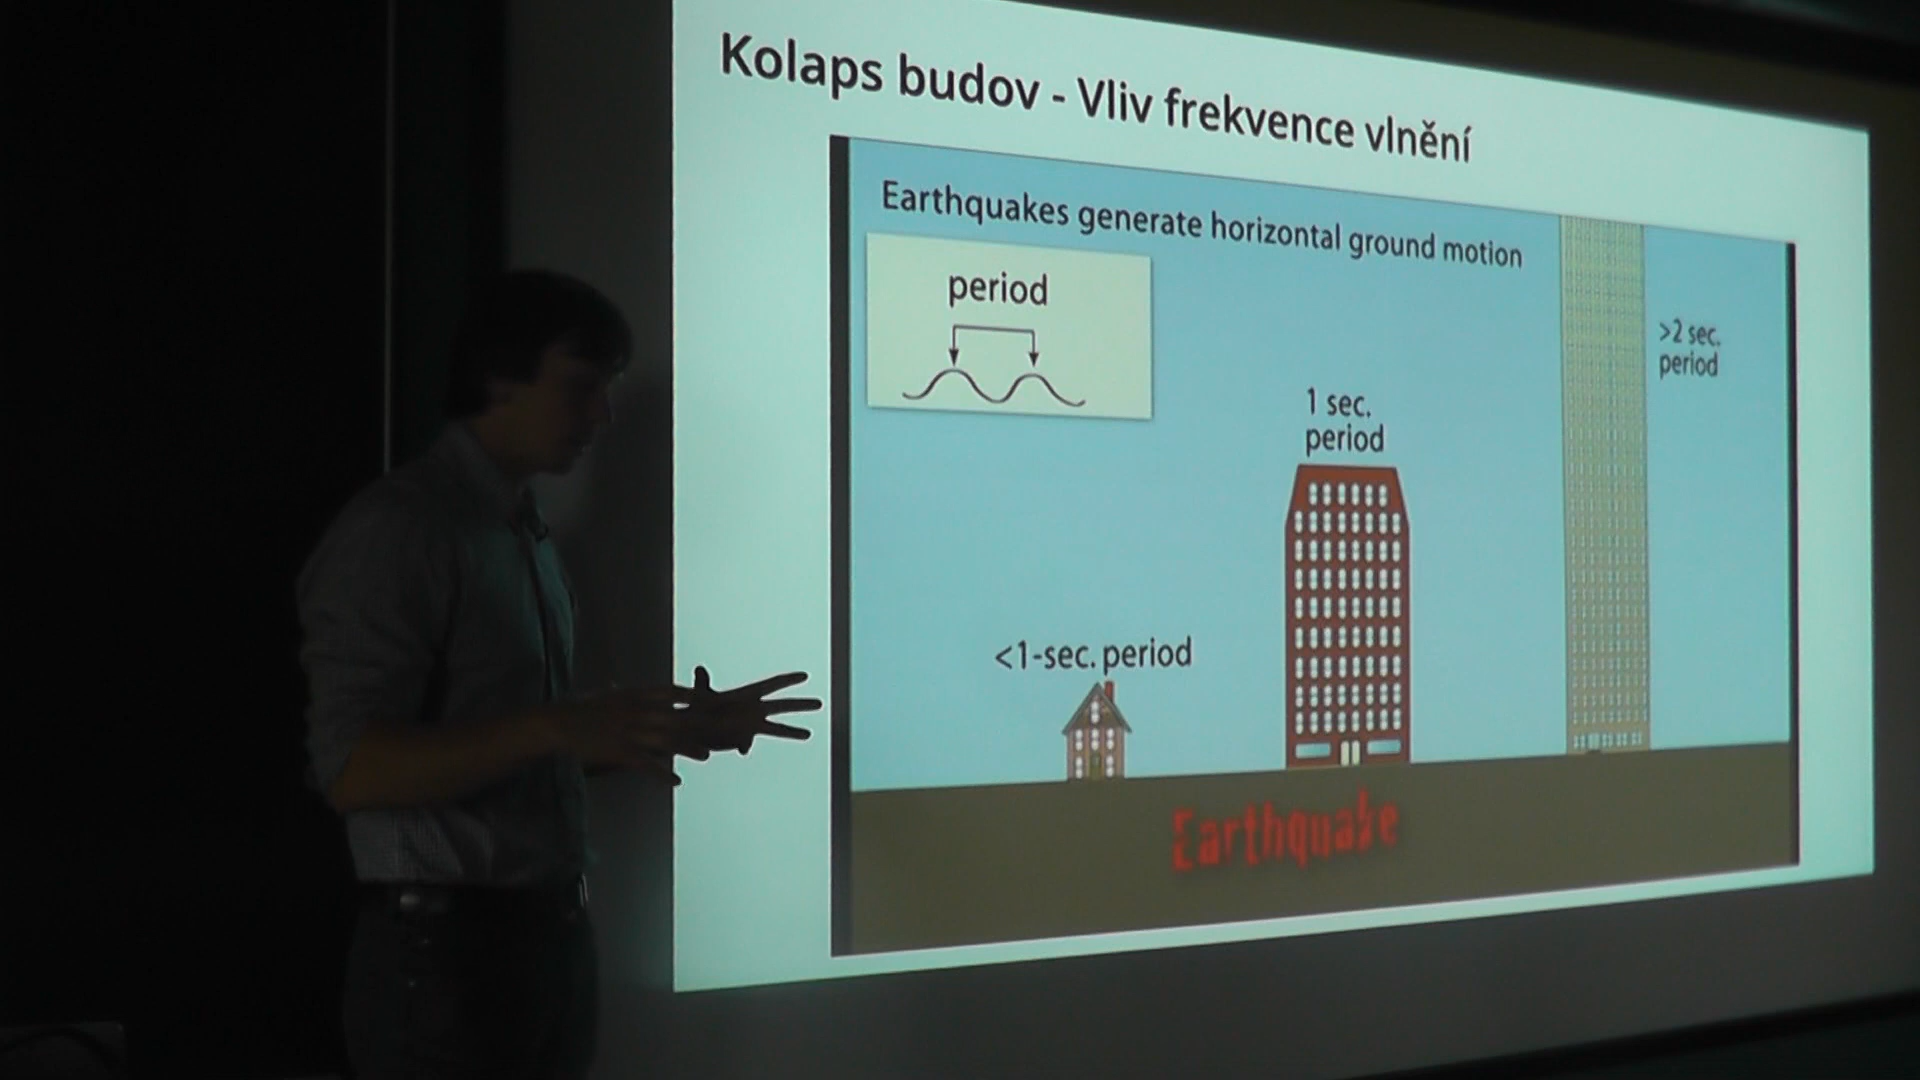 Kolaps budov - Vliv frekvence vlnění
Earthquakes generate horizontal ground motion
period
>2 sec.
period
1 sec.
period
<1-sec. period
Earthquake